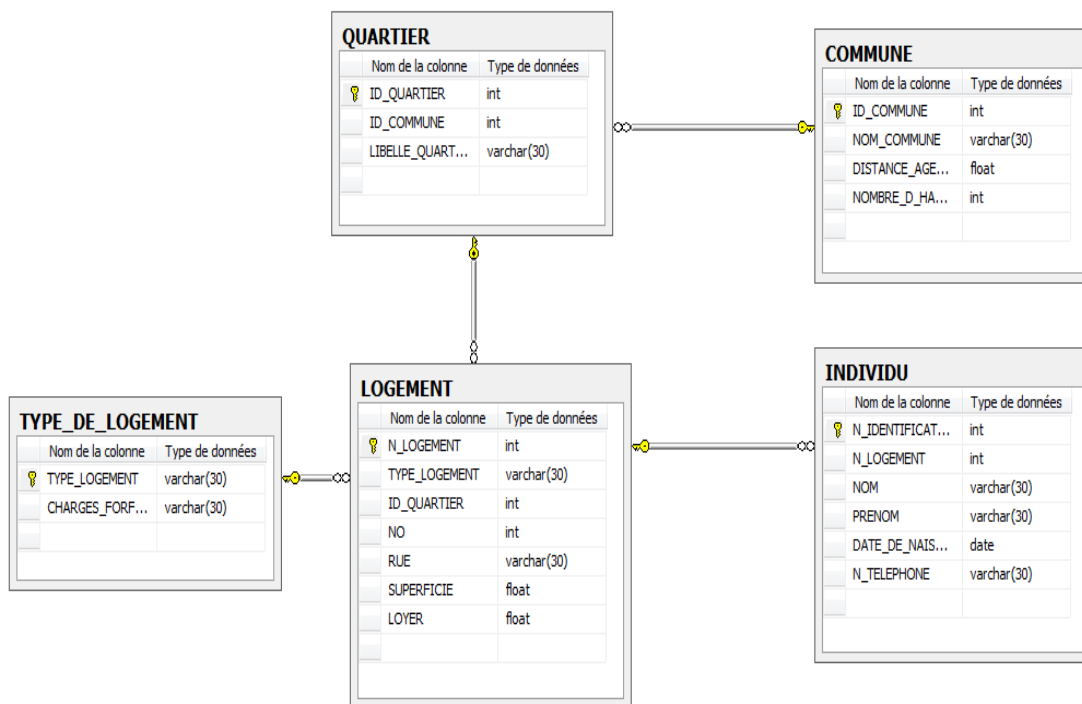 QUARTIER
Nom de la colonne Type de données
ID_QUARTIER int
ID_COMMUNE int
LIBELLE_QUART... varchar(30)
COMMUNE
Nom de la colonne Type de données
ID_COMMUNE int
NOM_COMMUNE varchar(30)
DISTANCE_AGE... float
NOMBRE_D_HA... int
TYPE_DE_LOGEMENT
Nom de la colonne Type de données
TYPE_LOGEMENT varchar(30)
CHARGES_FORF... varchar(30)
LOGEMENT
Nom de la colonne Type de données
N_LOGEMENT int
TYPE_LOGEMENT varchar(30)
ID_QUARTIER int
NO int
RUE varchar(30)
SUPERFICIE float
LOYER float
INDIVIDU
Nom de la colonne Type de données
N_IDENTIFICAT... int
N_LOGEMENT int
NOM varchar(30)
PRENOM varchar(30)
DATE_DE_NAIS... date
N_TELEPHONE varchar(30)